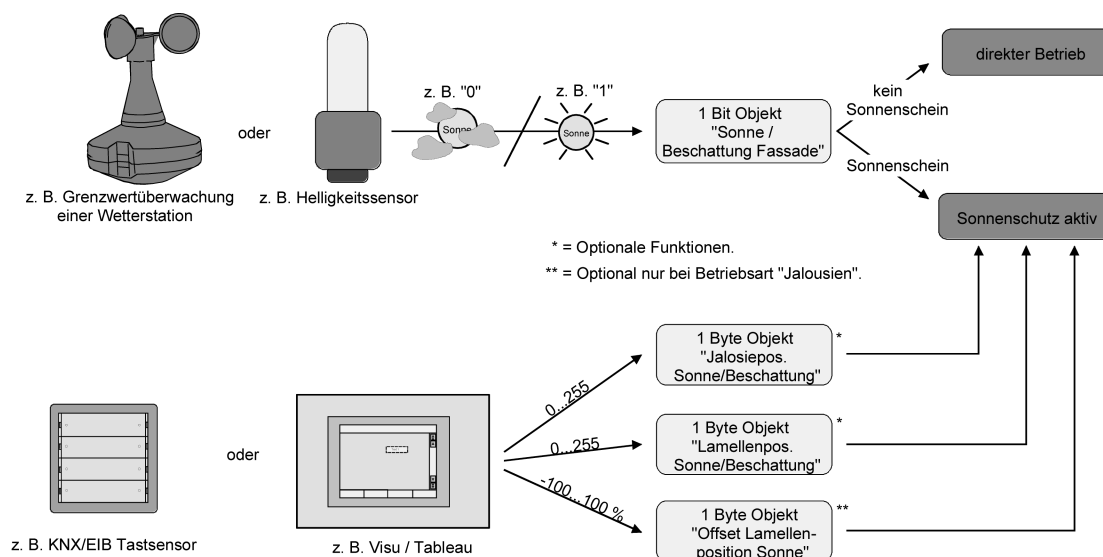 direkter Betrieb
z. B. "0"
z. B. "1"
kein
Sonnenschein
1 Bit Objekt
"Sonne /
Beschattung Fassade"
oder
Sonne
Sonne
Sonnenschein
z. B. Grenzwertüberwachung
einer Wetterstation
z. B. Helligkeitssensor
Sonnenschutz aktiv
* = Optionale Funktionen.
** = Optional nur bei Betriebsart "Jalousien".
1 Byte Objekt
"Jalosiepos.
Sonne/Beschattung"
*
0...255
1 Byte Objekt
"Lamellenpos.
Sonne/Beschattung"
*
0...255
oder
-100...100 %
1 Byte Objekt
"Offset Lamellen-
position Sonne"
**
z. B. KNX/EIB Tastsensor
z. B. Visu / Tableau